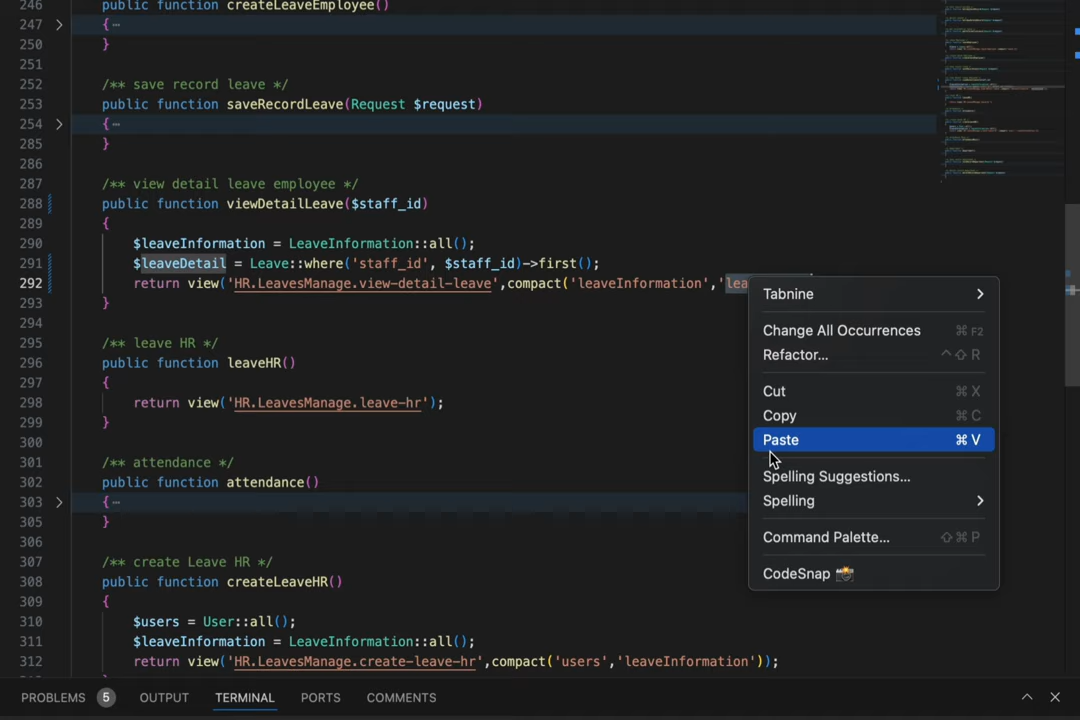 246 public function createLeaveEmployee()
247 { ⋯
250 }
251
252 /** save record leave */
253 public function saveRecordLeave(Request $request)
254 { ⋯
285 }
286
287 /** view detail leave employee */
288 public function viewDetailLeave($staff_id)
289 {
290 $leaveInformation = LeaveInformation::all();
291 $leaveDetail = Leave::where('staff_id', $staff_id)->first();
292 return view('HR.LeavesManage.view-detail-leave',compact('leaveInformation','lea
293 }
294
295 /** leave HR */
296 public function leaveHR()
297 {
298 return view('HR.LeavesManage.leave-hr');
299 }
300
301 /** attendance */
302 public function attendance()
303 { ⋯
305 }
306
307 /** create Leave HR */
308 public function createLeaveHR()
309 {
310 $users = User::all();
311 $leaveInformation = LeaveInformation::all();
312 return view('HR.LeavesManage.create-leave-hr',compact('users','leaveInformation'));
Tabnine
Change All Occurrences ⌘ F2
Refactor... ⌃ ⇧ R
Cut ⌘ X
Copy ⌘ C
Paste ⌘ V
Spelling Suggestions...
Spelling
Command Palette... ⇧ ⌘ P
CodeSnap 📸
PROBLEMS 5 OUTPUT TERMINAL PORTS COMMENTS